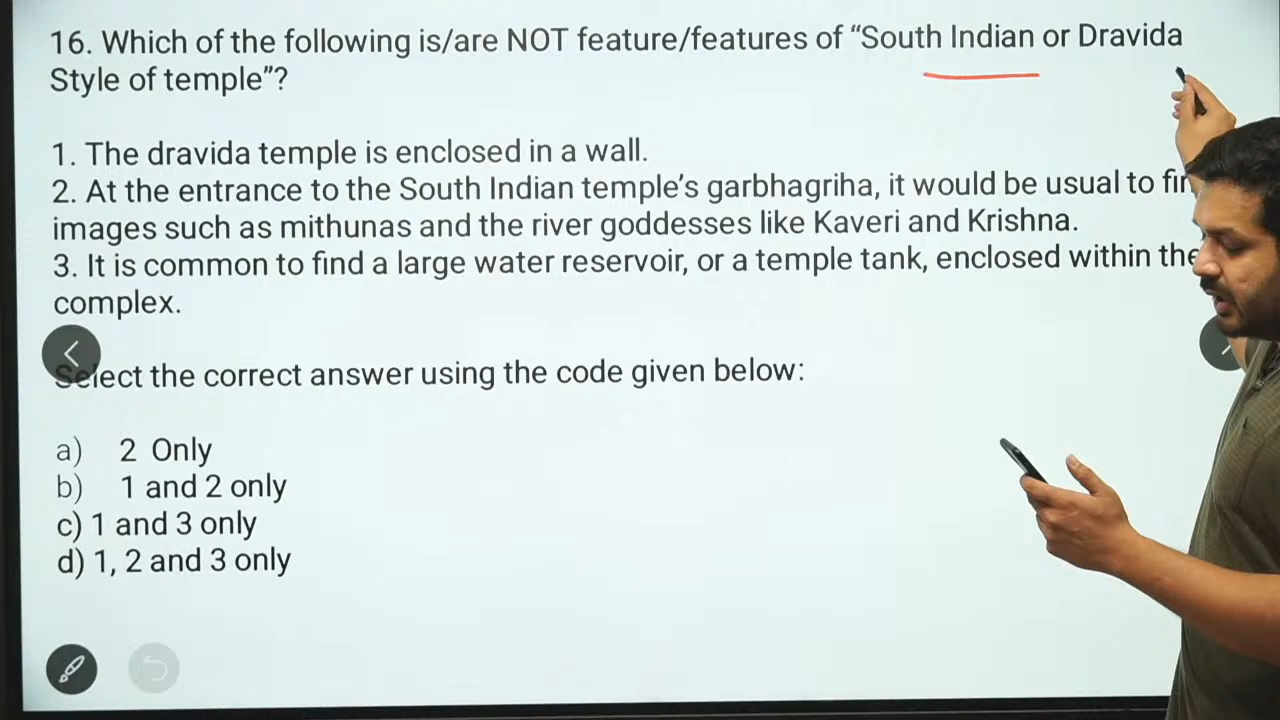 16. Which of the following is/are NOT feature/features of “South Indian or Dravida
Style of temple”?
1. The dravida temple is enclosed in a wall.
2. At the entrance to the South Indian temple’s garbhagriha, it would be usual to
images such as mithunas and the river goddesses like Kaveri and Krishna.
3. It is common to find a large water reservoir, or a temple tank, enclosed within the
complex.
Select the correct answer using the code given below:
a) 2 Only
b) 1 and 2 only
c) 1 and 3 only
d) 1, 2 and 3 only